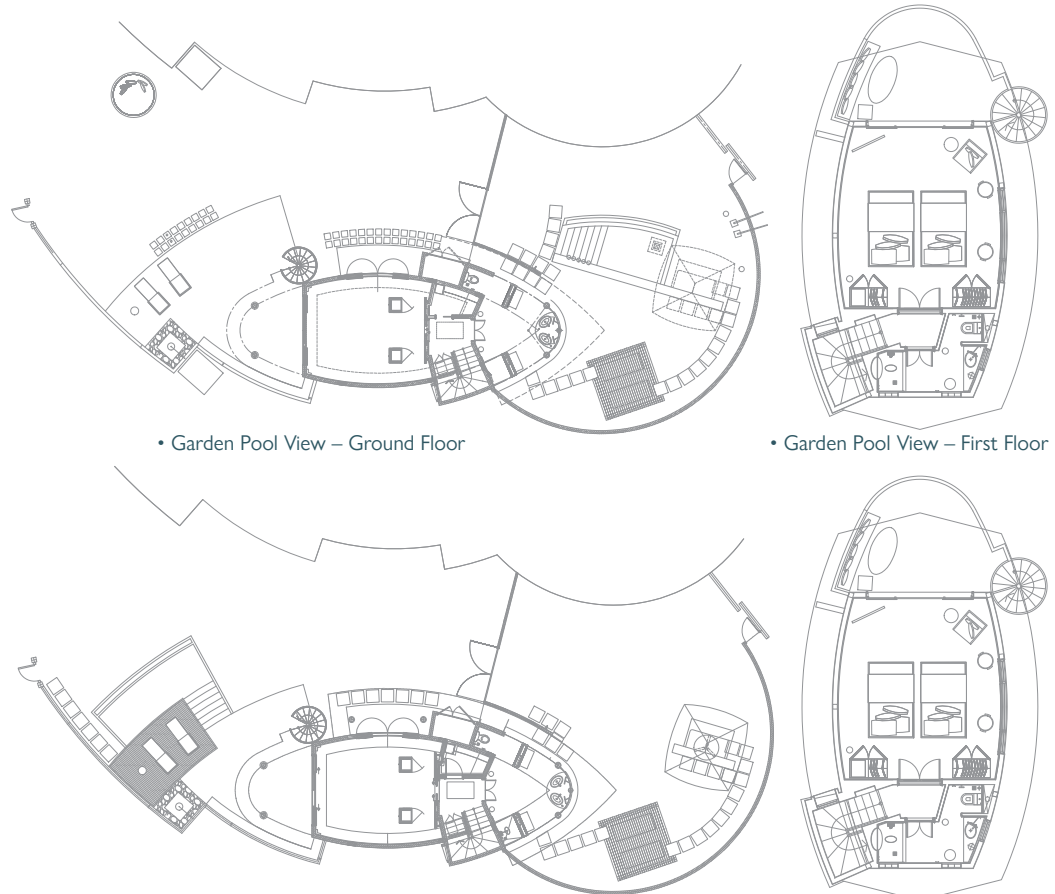 • Garden Pool View – Ground Floor
• Garden Pool View – First Floor